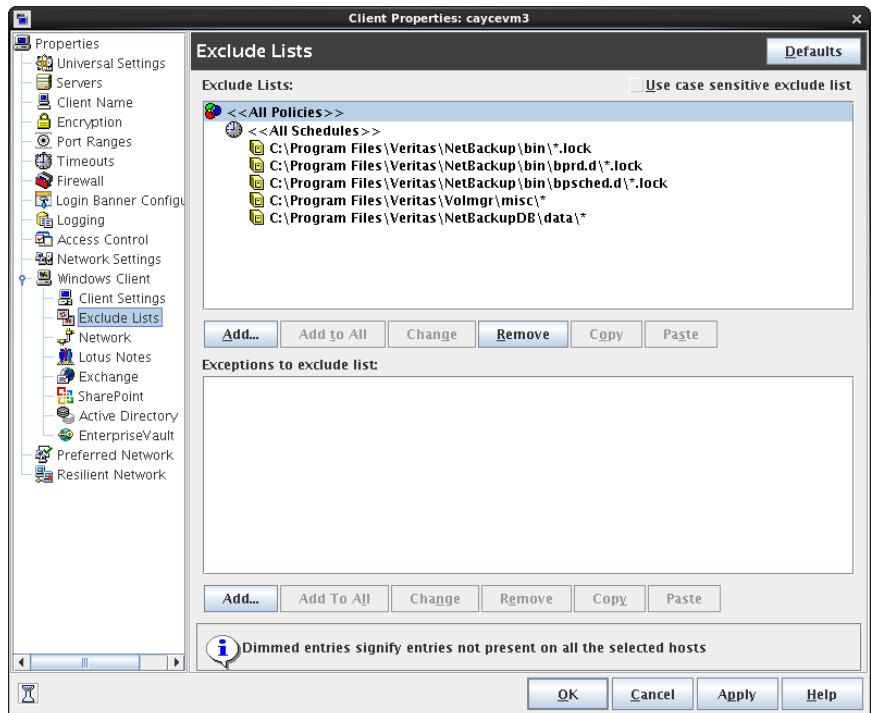 Client Properties: caycevm3
Properties
Universal Settings
Servers
Client Name
Encryption
Port Ranges
Timeouts
Firewall
Login Banner Configu
Logging
Access Control
Network Settings
Windows Client
Client Settings
Exclude Lists
Network
Lotus Notes
Exchange
SharePoint
Active Directory
EnterpriseVault
Preferred Network
Resilient Network
Exclude Lists
Defaults
Exclude Lists:
Use case sensitive exclude list
<<All Policies>>
<<All Schedules>>
C:\Program Files\Veritas\NetBackup\bin\*.lock
C:\Program Files\Veritas\NetBackup\bin\bprd.d\*.lock
C:\Program Files\Veritas\NetBackup\bin\bpsched.d\*.lock
C:\Program Files\Veritas\Volmgr\misc\*
C:\Program Files\Veritas\NetBackupDB\data\*
Add... Add to All Change Remove Copy Paste
Exceptions to exclude list:
Add... Add To All Change Remove Copy Paste
Dimmed entries signify entries not present on all the selected hosts
OK Cancel Apply Help